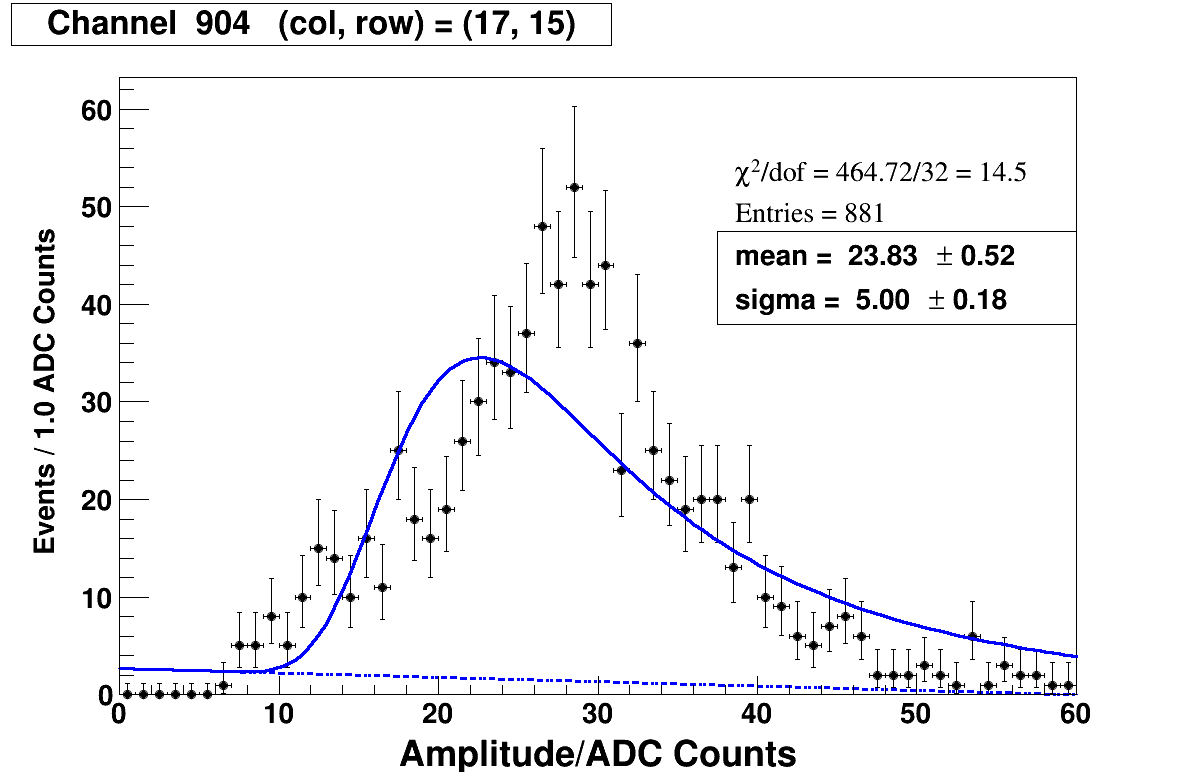 Channel 904 (col, row) = (17, 15)
60
50
40
30
20
10
0
Events / 1.0 ADC Counts
χ²/dof = 464.72/32 = 14.5
Entries = 881
mean = 23.83 ± 0.52
sigma = 5.00 ± 0.18
0 10 20 30 40 50 60
Amplitude/ADC Counts